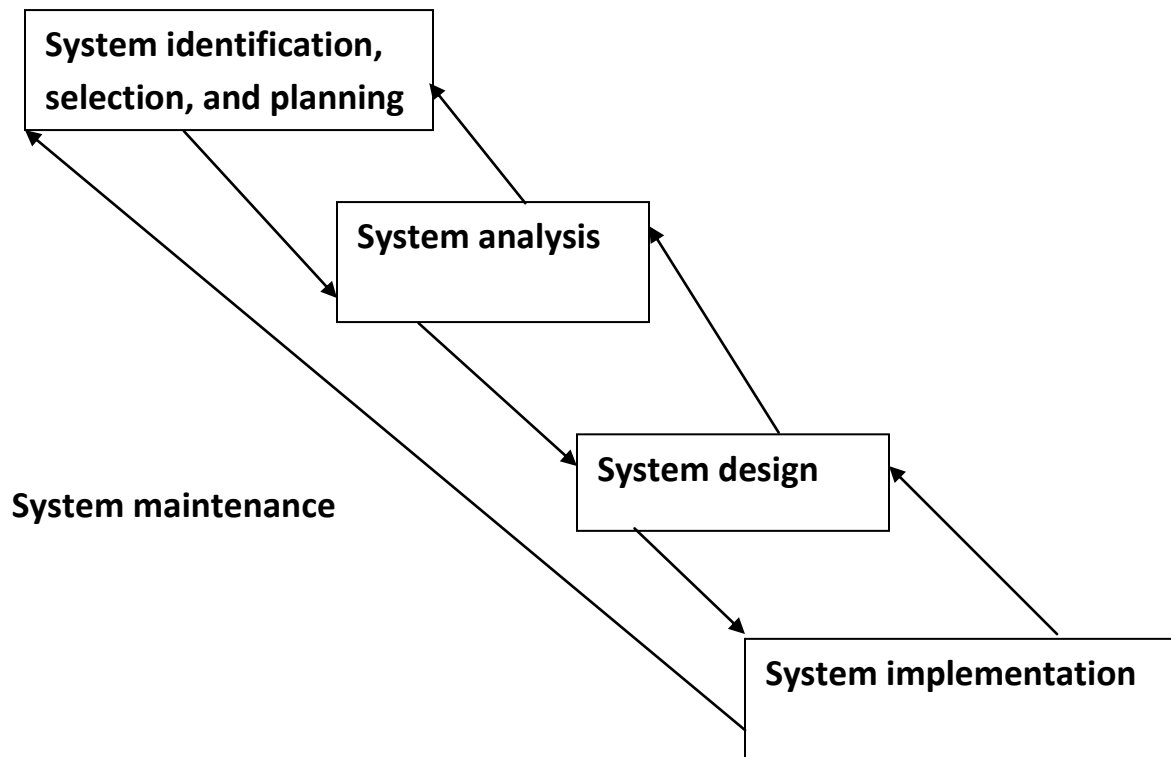 System identification,
selection, and planning
System analysis
System design
System maintenance
System implementation